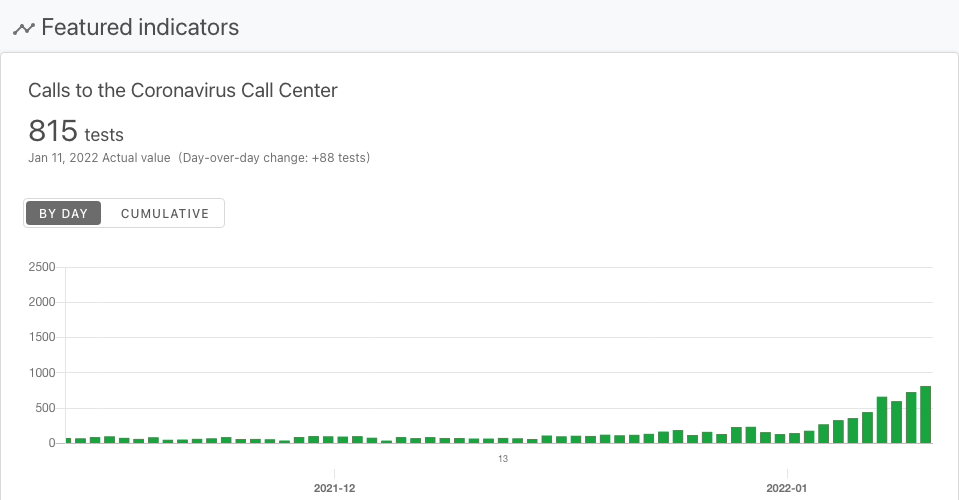 Featured indicators
Calls to the Coronavirus Call Center
815 tests
Jan 11, 2022 Actual value (Day-over-day change: +88 tests)
BY DAY CUMULATIVE
2500
2000
1500
1000
500
0
13
2021-12 2022-01